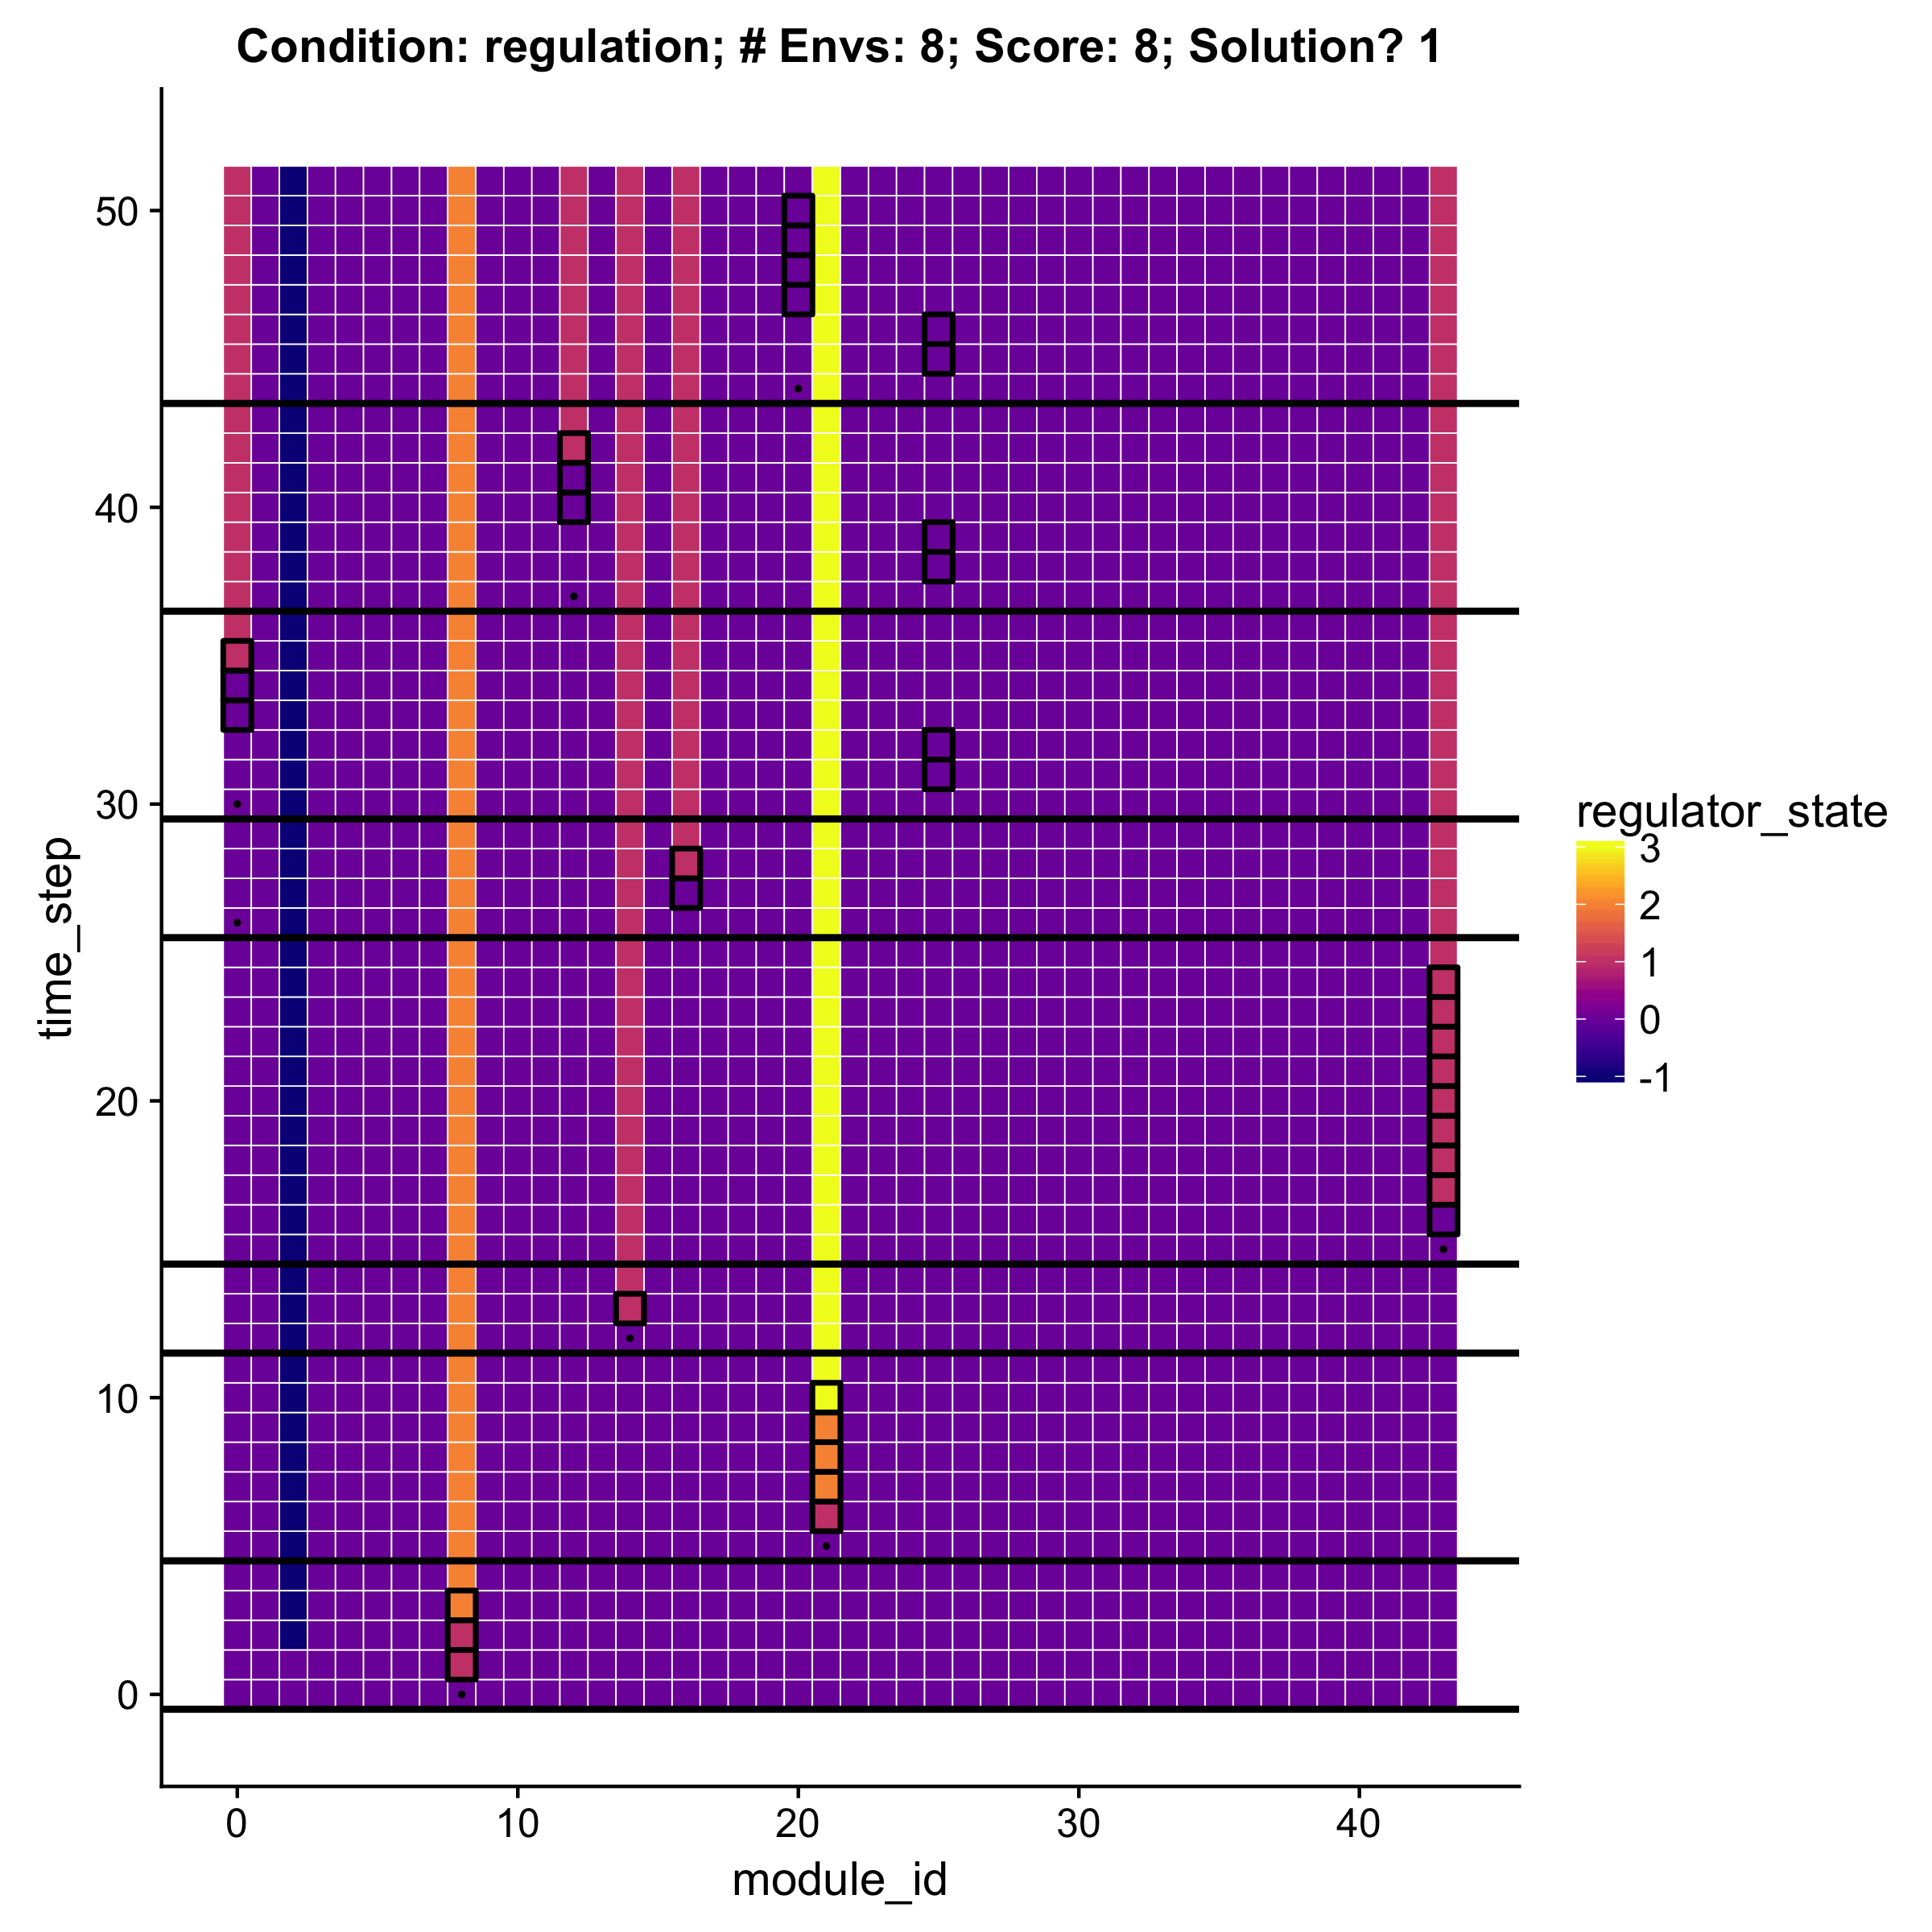 Condition: regulation; # Envs: 8; Score: 8; Solution? 1
time_step
50
40
30
20
10
0
0 10 20 30 40
module_id
regulator_state
3
2
1
0
-1